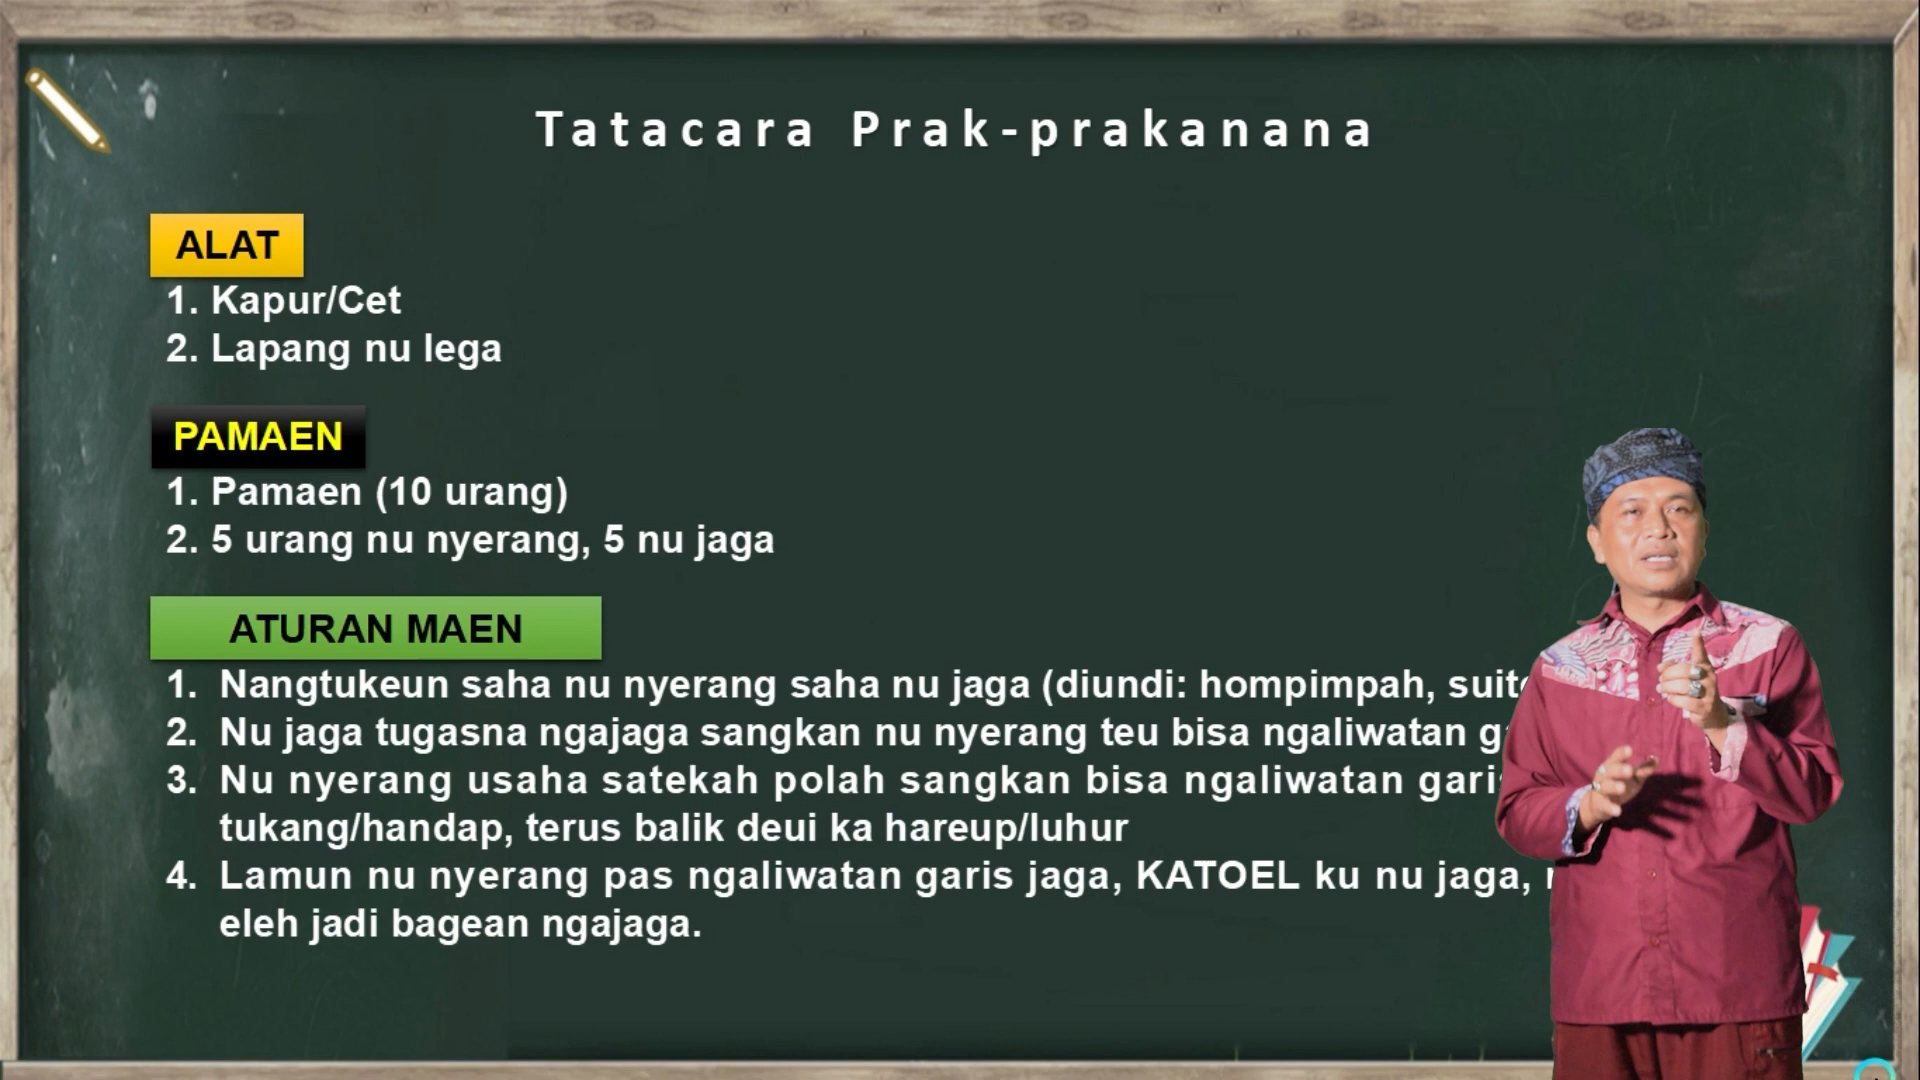 Tatacara Prak-prakanana
ALAT
1. Kapur/Cet
2. Lapang nu lega
PAMAEN
1. Pamaen (10 urang)
2. 5 urang nu nyerang, 5 nu jaga
ATURAN MAEN
1. Nangtukeun saha nu nyerang saha nu jaga (diundi: hompimpah,
2. Nu jaga tugasna ngajaga sangkan nu nyerang teu bisa ngaliwatan
3. Nu nyerang usaha satekah polah sangkan bisa ngaliwatan
tukang/handap, terus balik deui ka hareup/luhur
4. Lamun nu nyerang pas ngaliwatan garis jaga, KATOEL ku nu jaga,
eleh jadi bagean ngajaga.